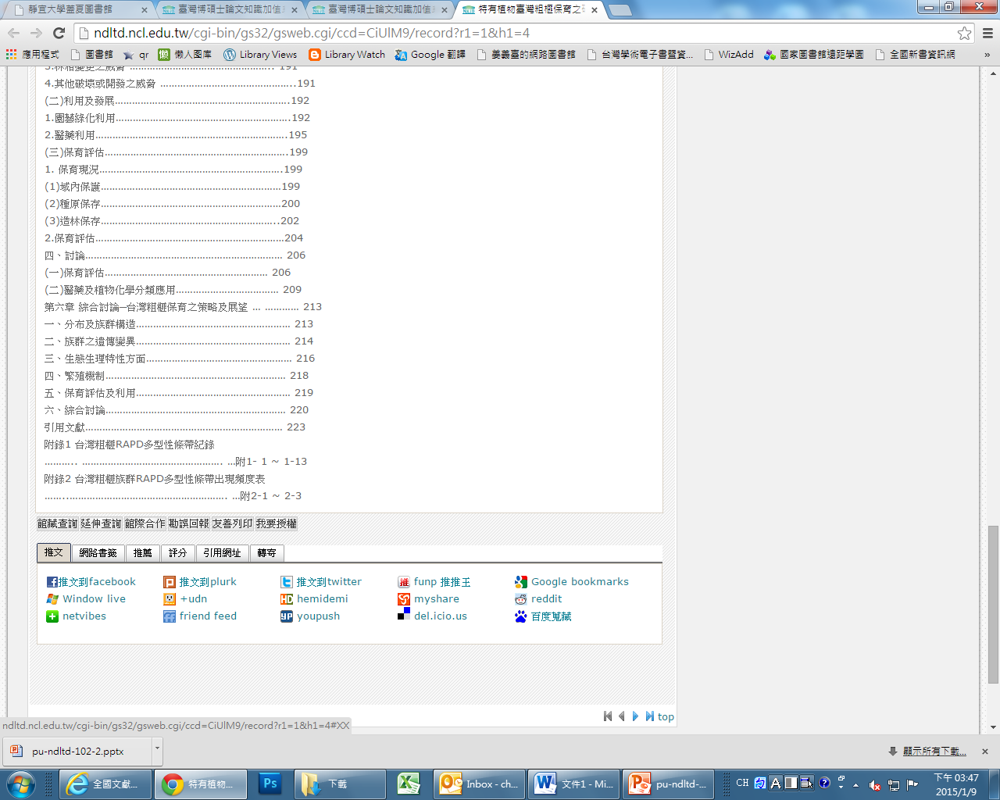 靜宜大學蓋夏圖書館
臺灣博碩士論文知識加值
臺灣博碩士論文知識加值
特有植物臺灣粗榧保育之研
ndltd.ncl.edu.tw/cgi-bin/gs32/gsweb.cgi/ccd=CiUlM9/record?r1=1&h1=4
應用程式 圖書館 qr 懶人图库 Library Views Library Watch Google 翻譯 姜義臺的網路圖書館 台灣學術電子書暨資... WizAdd 國家圖書館遠距學園 全國新書資訊網 »
3.林相變更之威脅 .......................................... 191
4.其他破壞或開發之威脅 ..........................................191
(二)利用及發展......................................................192
1.園藝綠化利用......................................................192
2.醫藥利用...........................................................195
(三)保育評估........................................................199
1. 保育現況........................................................199
(1)域內保護.......................................................199
(2)種原保存.......................................................200
(3)造林保存.......................................................202
2.保育評估..........................................................204
四、討論............................................................ 206
(一)保育評估.................................................. 206
(二)醫藥及植物化學分類應用............................... 209
第六章 綜合討論─台灣粗榧保育之策略及展望 ... ............ 213
一、分布及族群構造............................................... 213
二、族群之遺傳變異............................................... 214
三、生態生理特性方面............................................. 216
四、繁殖機制....................................................... 218
五、保育評估及利用............................................... 219
六、綜合討論....................................................... 220
引用文獻............................................................ 223
附錄1 台灣粗榧RAPD多型性條帶紀錄
........... ........................................... ...附1- 1 ~ 1-13
附錄2 台灣粗榧族群RAPD多型性條帶出現頻度表
........................................................ ...附2-1 ~ 2-3
館藏查詢 延伸查詢 館際合作 勘誤回報 友善列印 我要授權
推文 網路書籤 推薦 評分 引用網址 轉寄
推文到facebook 推文到plurk 推文到twitter funp 推推王 Google bookmarks
Window live +udn hemidemi myshare reddit
netvibes friend feed youpush del.icio.us 百度蒐藏
top
ndltd.ncl.edu.tw/cgi-bin/gs32/gsweb.cgi/ccd=CiUlM9/record?r1=1&h1=4#XX
pu-ndltd-102-2.pptx
顯示所有下載...
全國文獻... 特有植物... Ps 下載 Inbox - ch... 文件1 - Mi... pu-ndltd-... CH A
下午 03:47
2015/1/9